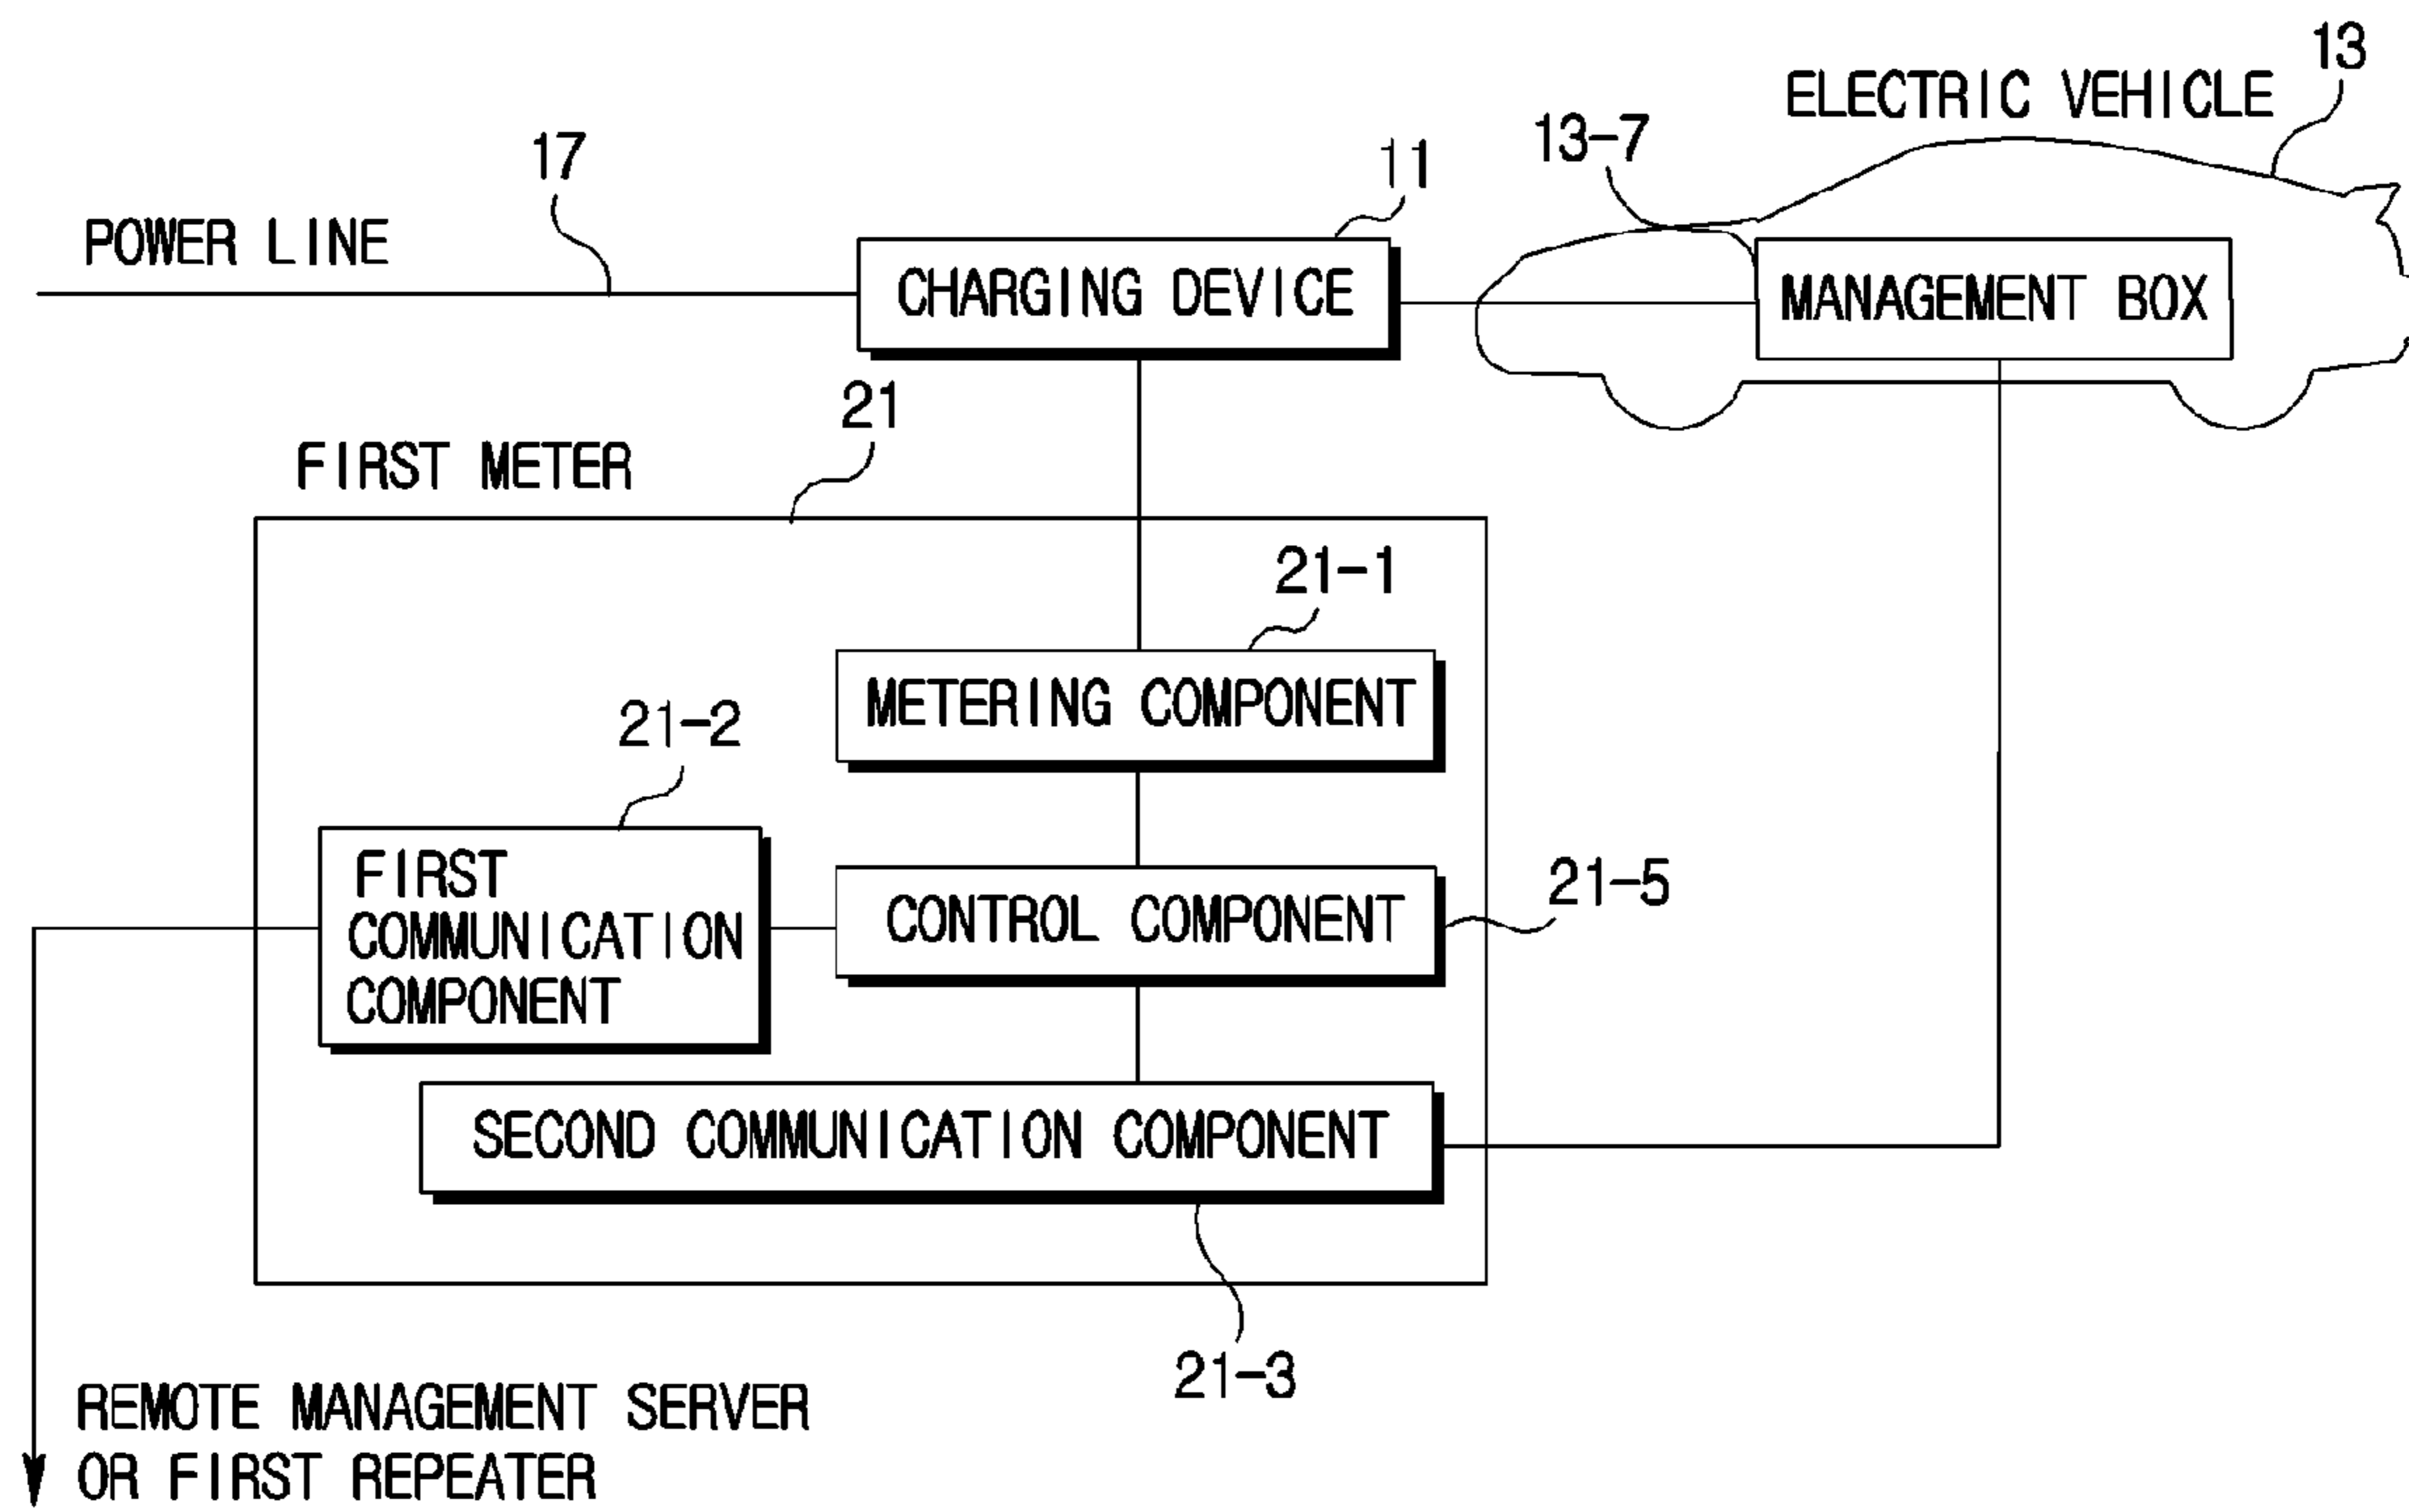 13
ELECTRIC VEHICLE
13-7
17
11
POWER LINE
CHARGING DEVICE
MANAGEMENT BOX
21
FIRST METER
21-1
METERING COMPONENT
21-2
FIRST
COMMUNICATION
COMPONENT
CONTROL COMPONENT
21-5
SECOND COMMUNICATION COMPONENT
21-3
REMOTE MANAGEMENT SERVER
OR FIRST REPEATER